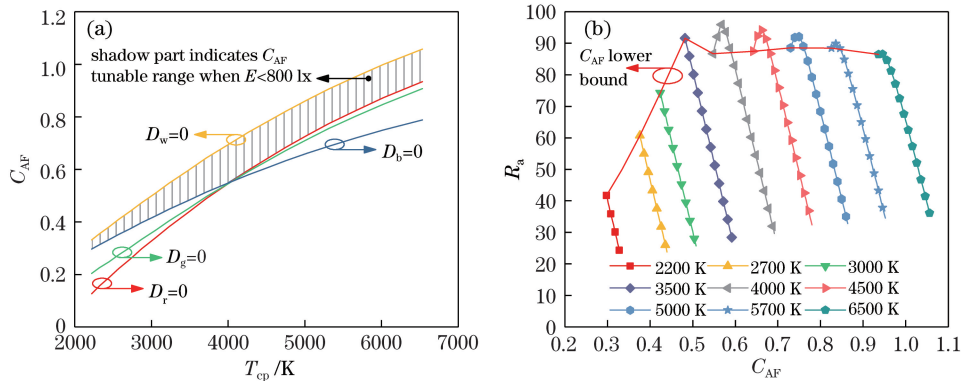 (a)
shadow part indicates C_AF
tunable range when E<800 lx
D_w=0
D_b=0
D_g=0
D_r=0
1.2
1.0
0.8
0.6
0.4
0.2
0
C_AF
2000 3000 4000 5000 6000 7000
T_cp /K
(b)
C_AF lower
bound
100
90
80
70
60
50
40
30
20
10
0
R_a
2200 K 2700 K 3000 K
3500 K 4000 K 4500 K
5000 K 5700 K 6500 K
0.2 0.3 0.4 0.5 0.6 0.7 0.8 0.9 1.0 1.1
C_AF